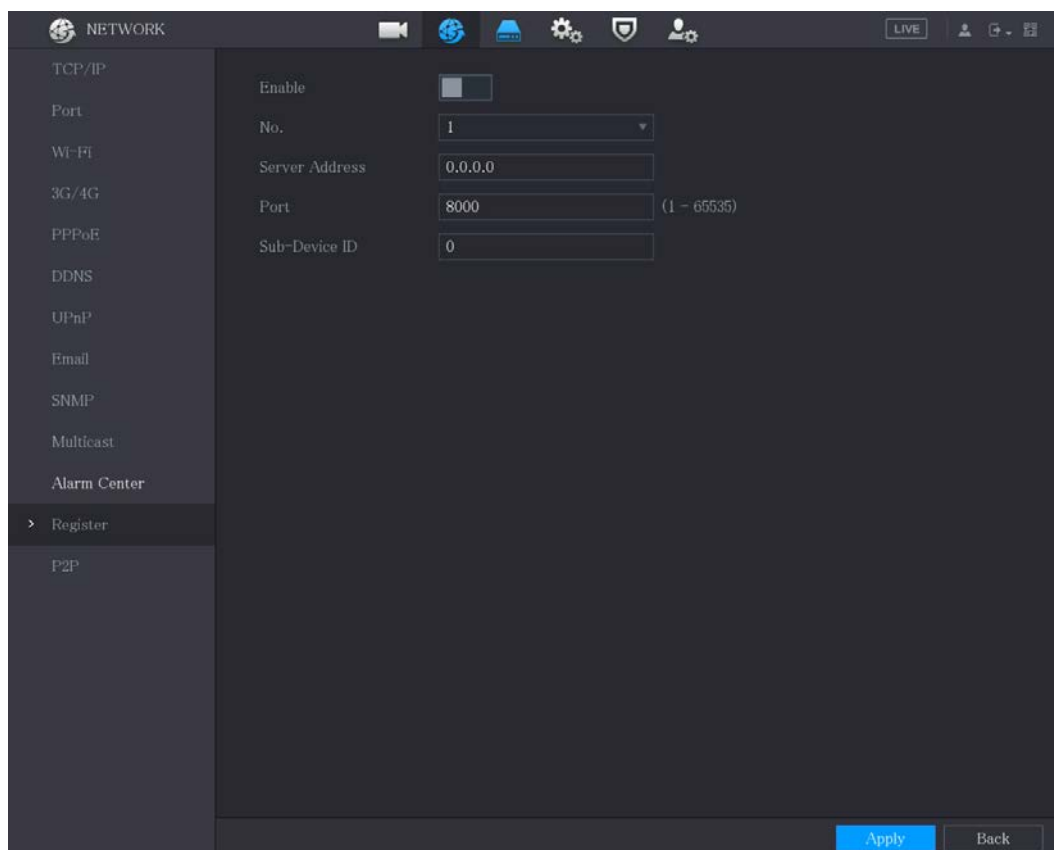 NETWORK
LIVE
TCP/IP
Port
Wi-Fi
3G/4G
PPPoE
DDNS
UPnP
Email
SNMP
Multicast
Alarm Center
Register
P2P
Enable
No. 1
Server Address 0.0.0.0
Port 8000 (1 - 65535)
Sub-Device ID 0
Apply Back